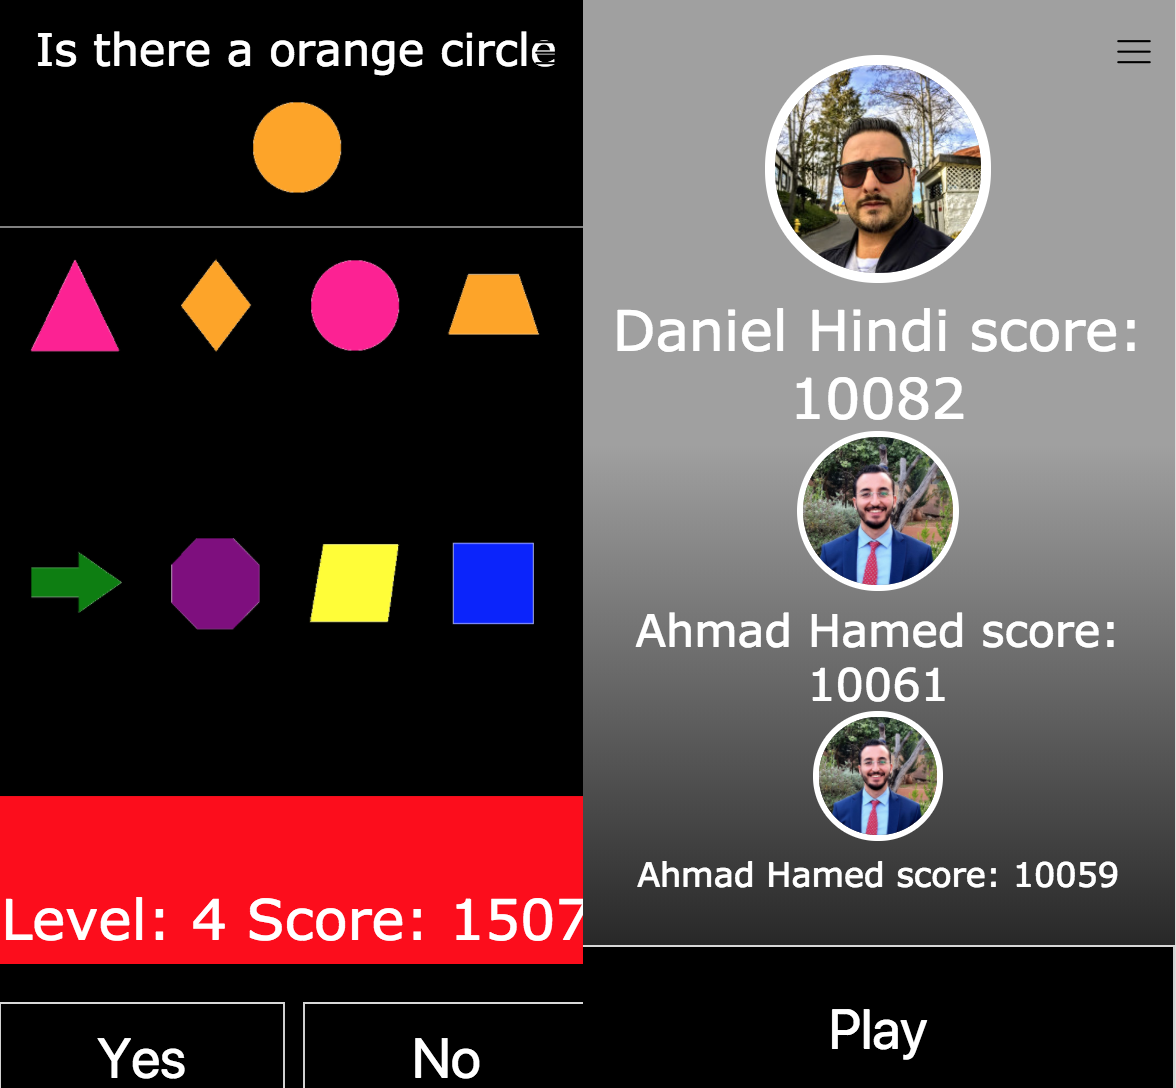 Is there a orange circle
Level: 4 Score: 1507
Yes
No
Daniel Hindi score:
10082
Ahmad Hamed score:
10061
Ahmad Hamed score: 10059
Play